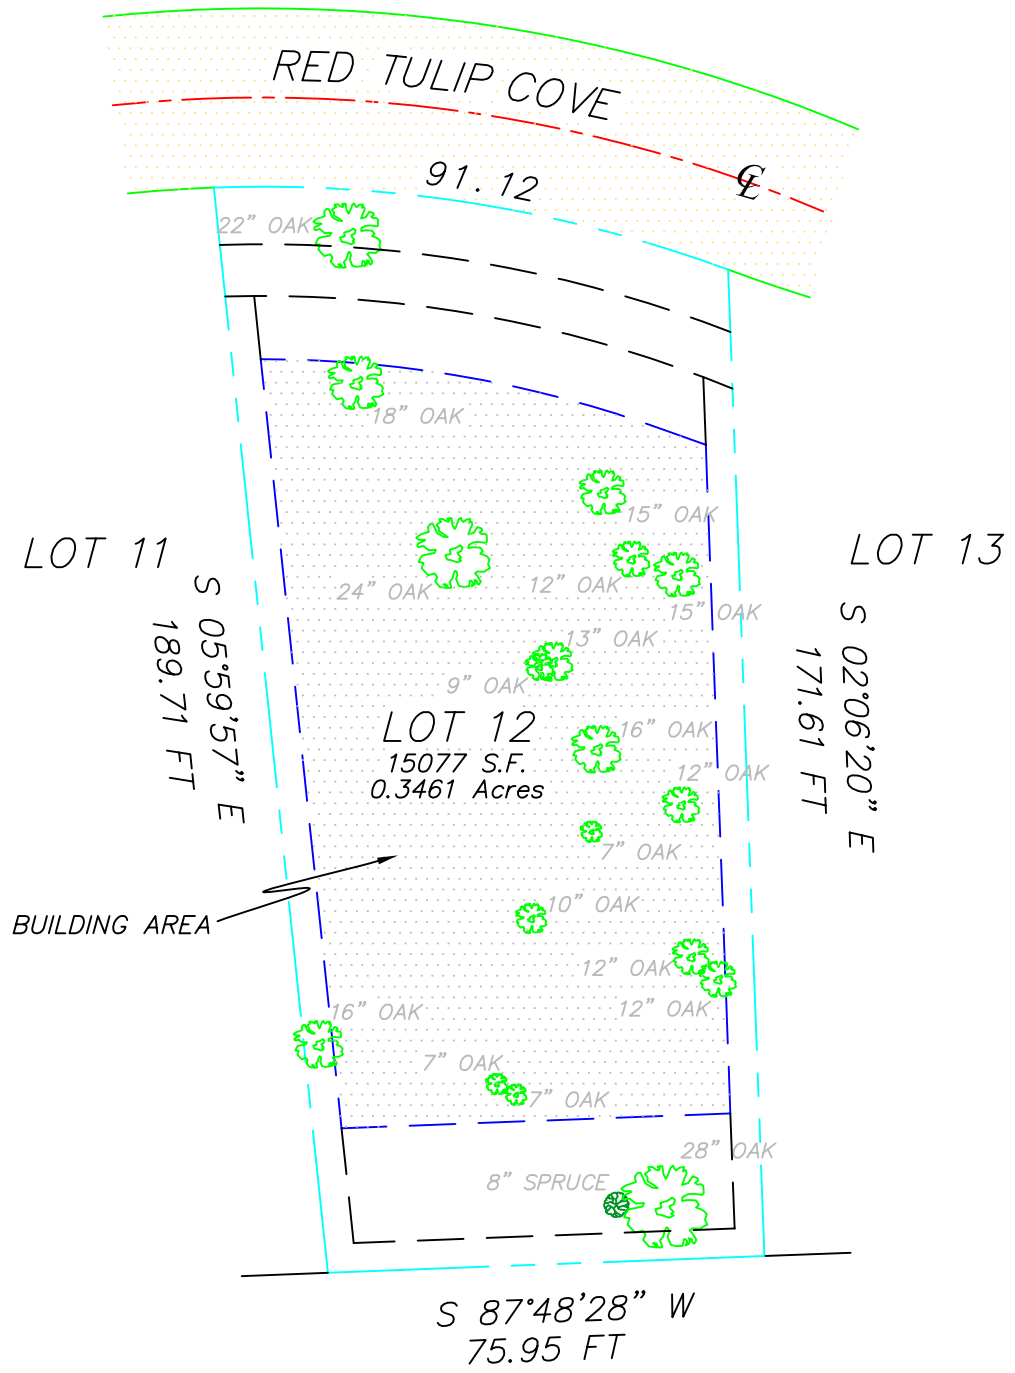 RED TULIP COVE
℄
91.12
22" OAK
18" OAK
15" OAK
LOT 11
LOT 13
24" OAK
12" OAK
15" OAK
S 05°59'57" E
189.71 FT
S 02°06'20" E
171.61 FT
13" OAK
9" OAK
LOT 12
15077 S.F.
0.3461 Acres
16" OAK
12" OAK
7" OAK
10" OAK
BUILDING AREA
12" OAK
12" OAK
16" OAK
7" OAK
7" OAK
28" OAK
8" SPRUCE
S 87°48'28" W
75.95 FT